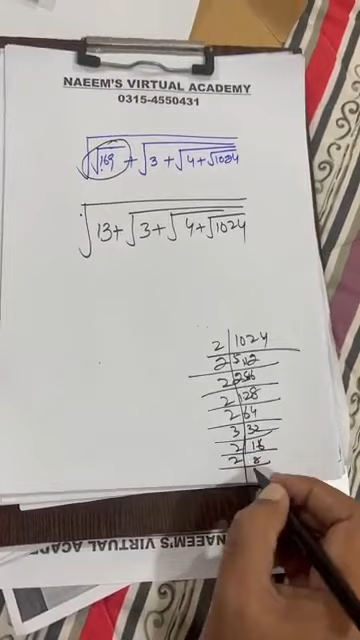 NAEEM'S VIRTUAL ACADEMY
0315-4550431
√(√169 + √(3 + √(4 + √1024)))
√(13 + √(3 + √(4 + √1024)))
2 | 1024
2 | 512
2 | 256
2 | 128
2 | 64
3 | 32
2 | 16
2 | 8
NAEEM'S VIRTUAL ACAD